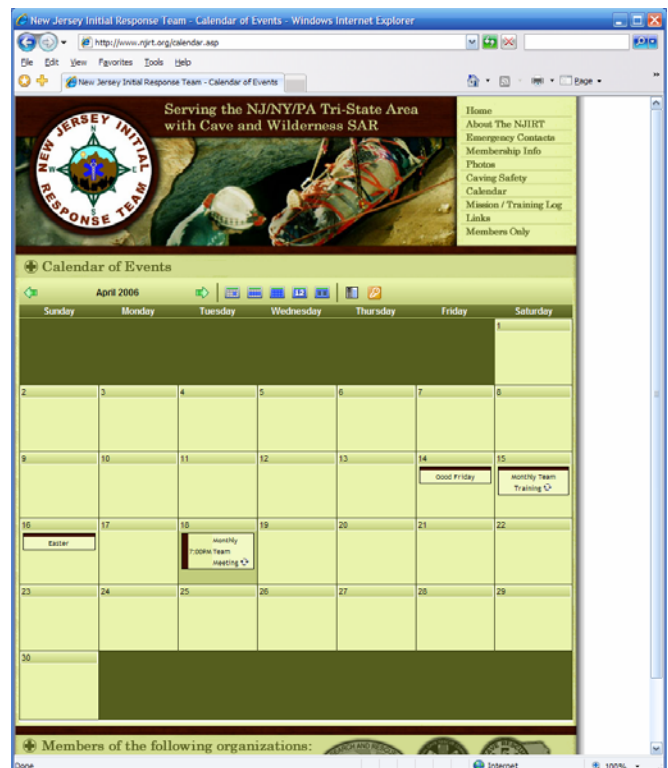 New Jersey Initial Response Team - Calendar of Events - Windows Internet Explorer
http://www.njirt.org/calendar.asp
File Edit View Favorites Tools Help
New Jersey Initial Response Team - Calendar of Events
Page
NEW JERSEY INITIAL RESPONSE TEAM
N
W E
S
Serving the NJ/NY/PA Tri-State Area
with Cave and Wilderness SAR
Home
About The NJIRT
Emergency Contacts
Membership Info
Photos
Caving Safety
Calendar
Mission / Training Log
Links
Members Only
Calendar of Events
April 2006
12
Sunday Monday Tuesday Wednesday Thursday Friday Saturday
1
2 3 4 5 6 7 8
9 10 11 12 13 14 15
Good Friday
Monthly Team
Training
16 17 18 19 20 21 22
Easter
Monthly
7:00PM Team
Meeting
23 24 25 26 27 28 29
30
Members of the following organizations:
Done Internet 100%